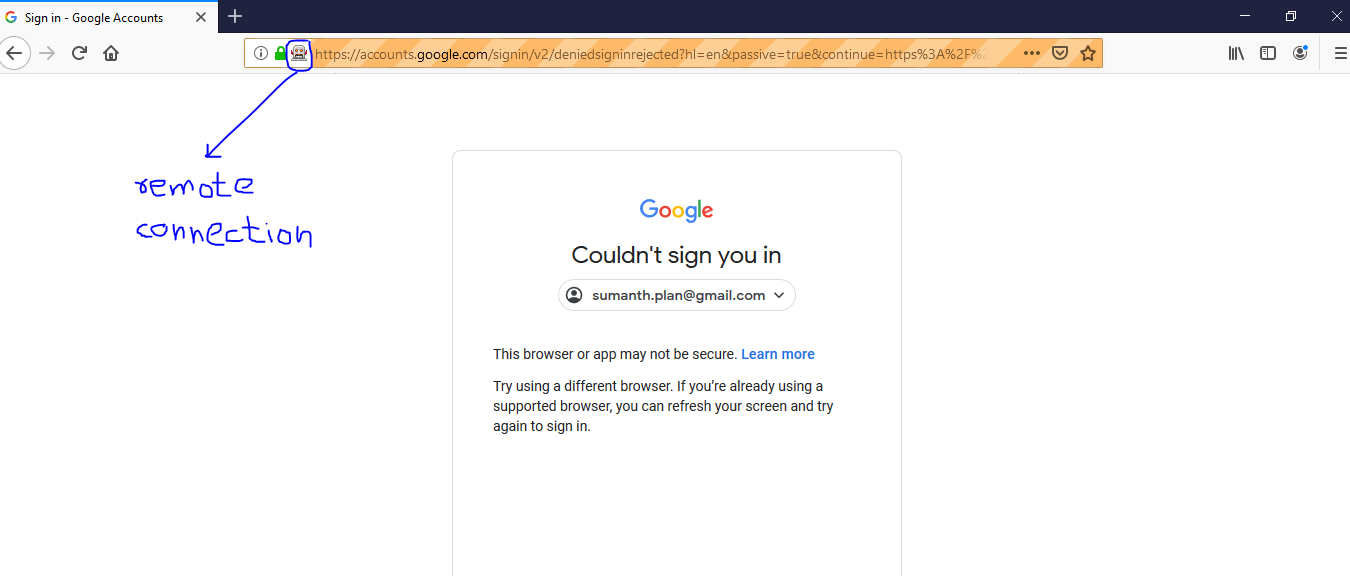 Sign in - Google Accounts
https://accounts.google.com/signin/v2/deniedsigninrejected?hl=en&passive=true&continue=https%3A%2F%2
remote
connection
Google
Couldn't sign you in
sumanth.plan@gmail.com
This browser or app may not be secure. Learn more
Try using a different browser. If you’re already using a
supported browser, you can refresh your screen and try
again to sign in.